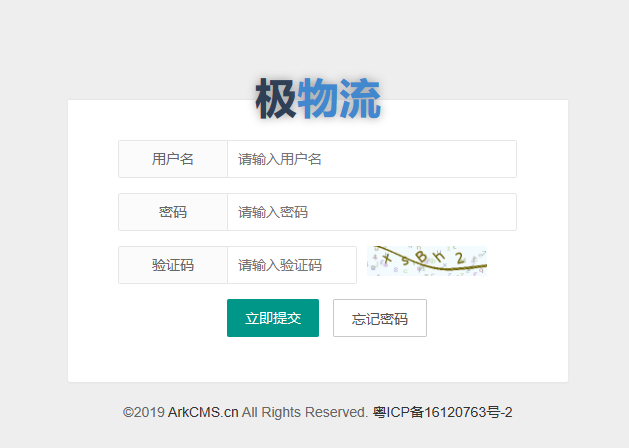 极物流
用户名 请输入用户名
密码 请输入密码
验证码 请输入验证码 XsBh2
立即提交 忘记密码
©2019 ArkCMS.cn All Rights Reserved. 粤ICP备16120763号-2